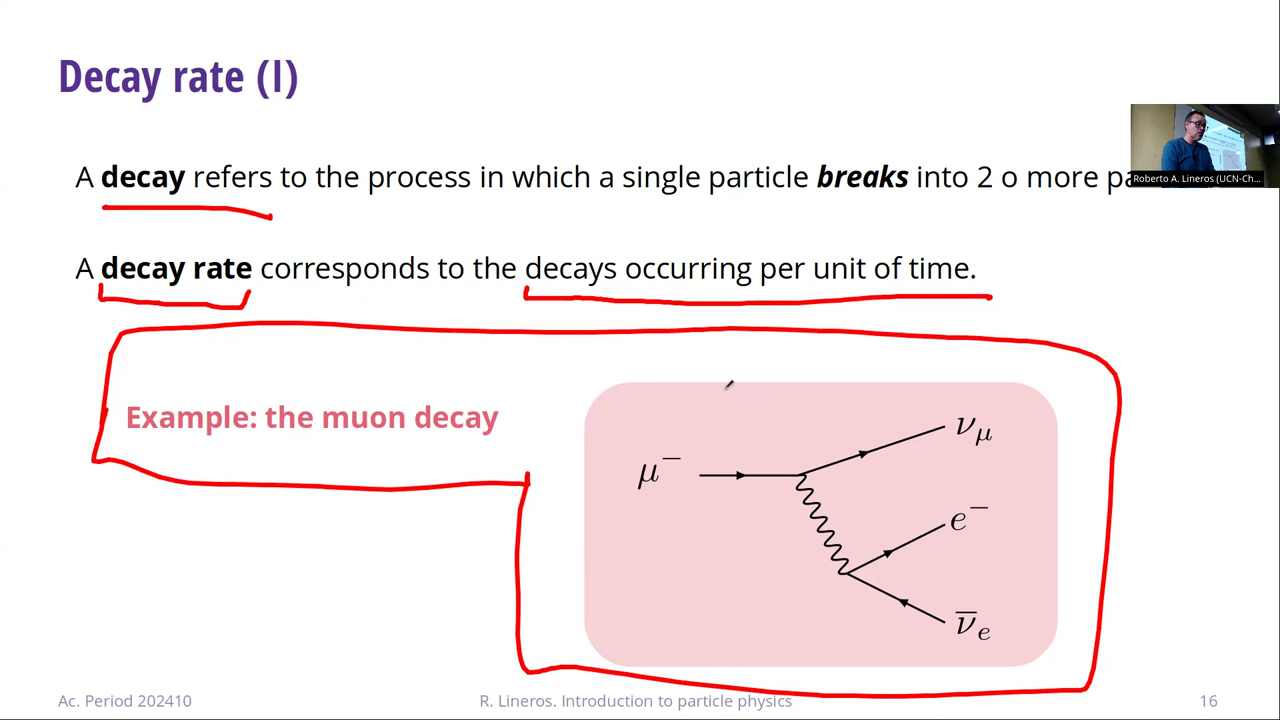 Decay rate (I)
A decay refers to the process in which a single particle breaks into 2 o more
Roberto A. Lineros (UCN-Ch...
A decay rate corresponds to the decays occurring per unit of time.
Example: the muon decay
μ⁻
ν_μ
e⁻
ν̅_e
Ac. Period 202410
R. Lineros. Introduction to particle physics
16